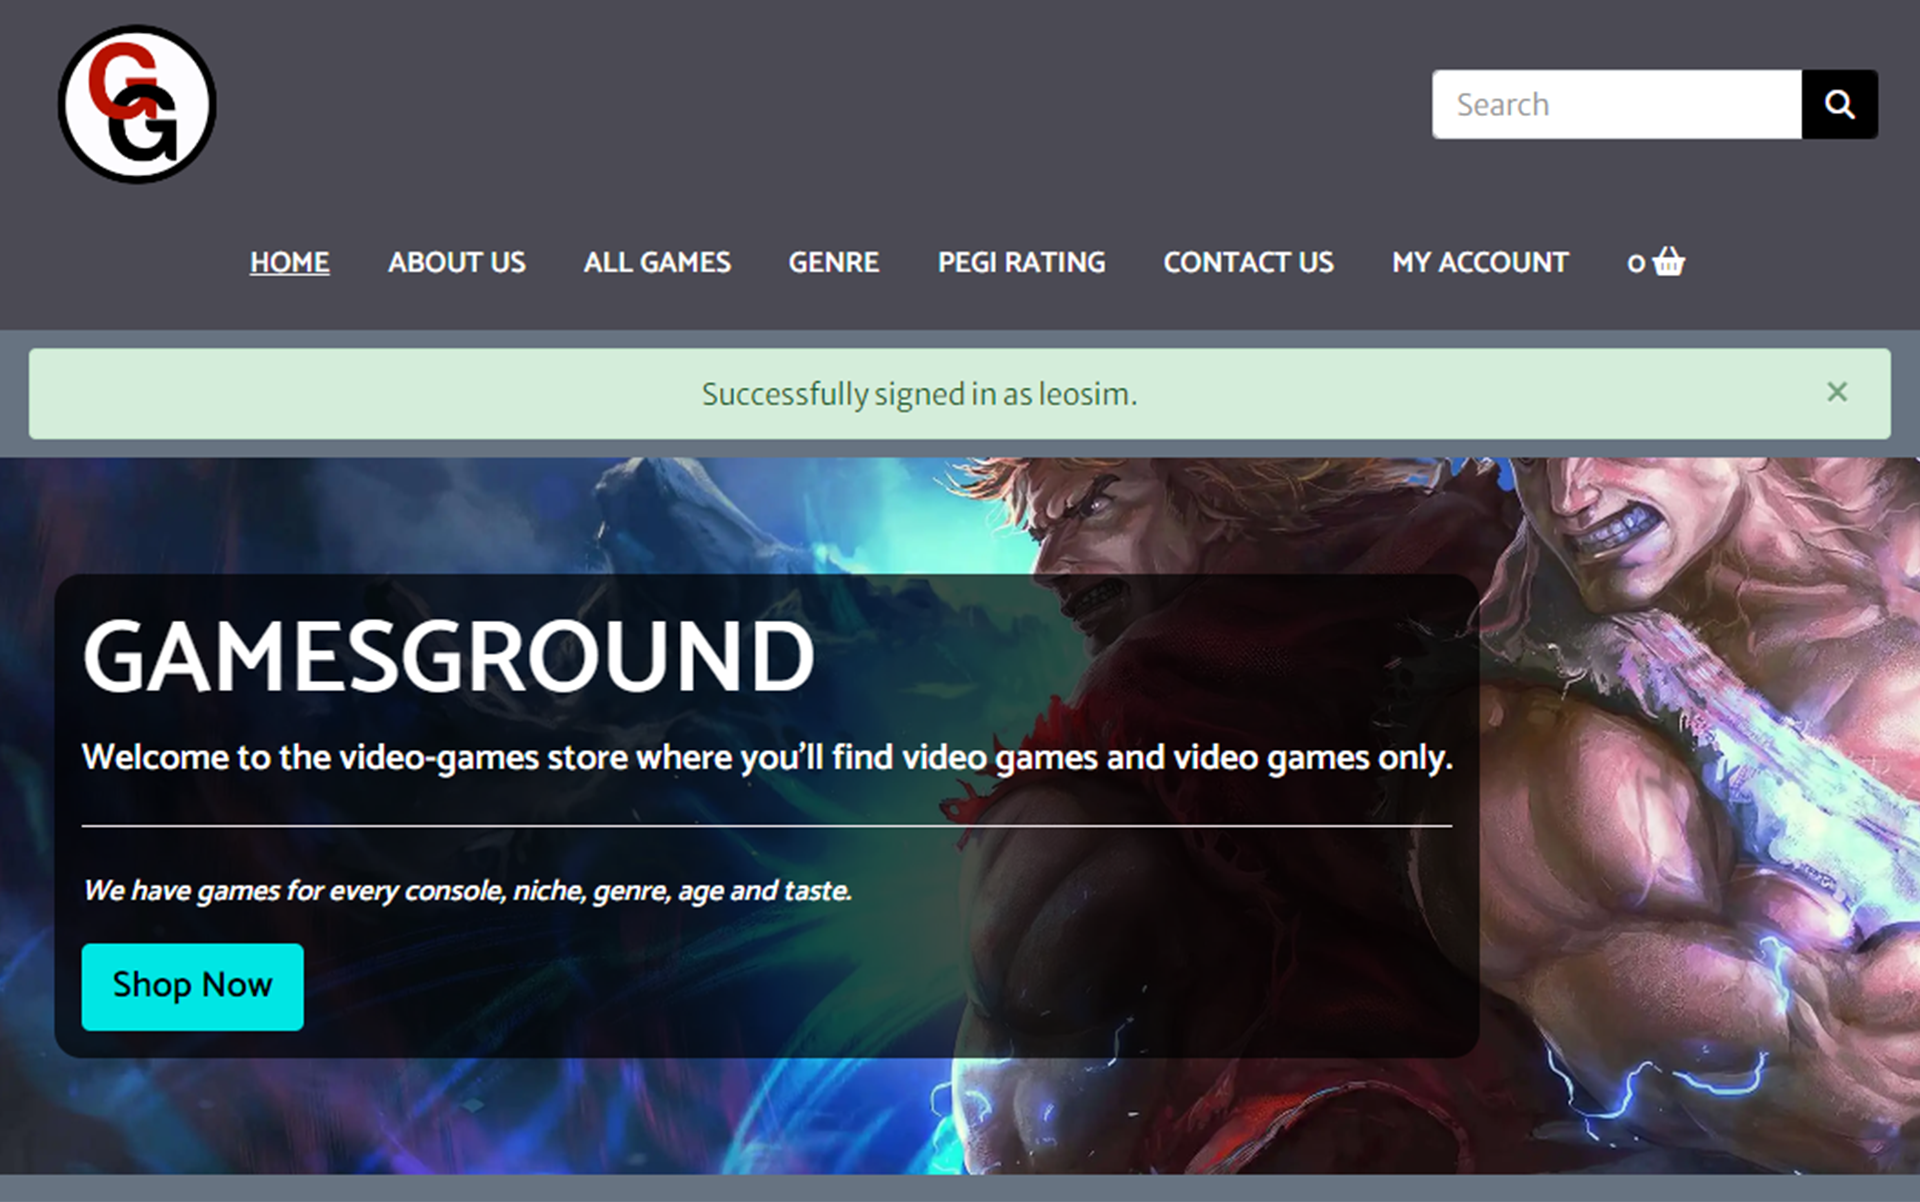 GG
Search
HOME ABOUT US ALL GAMES GENRE PEGI RATING CONTACT US MY ACCOUNT 0
Successfully signed in as leosim. ×
GAMESGROUND
Welcome to the video-games store where you’ll find video games and video games only.
We have games for every console, niche, genre, age and taste.
Shop Now